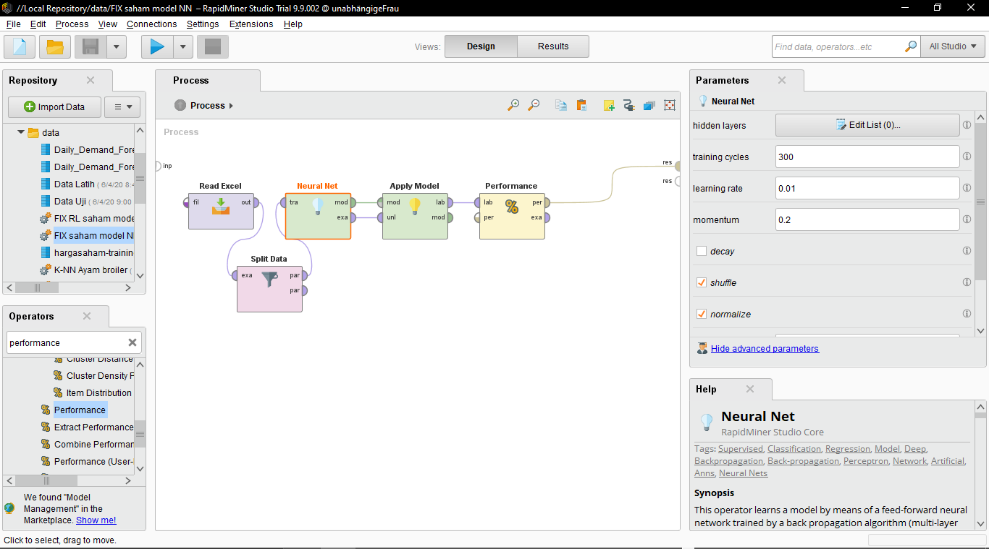 //Local Repository/data/FIX saham model NN – RapidMiner Studio Trial 9.9.002 @ unabhängigeFrau
File Edit Process View Connections Settings Extensions Help
Views: Design Results
Find data, operators...etc
All Studio
Repository
Import Data
data
Daily_Demand_Fore
Daily_Demand_Fore
Data Latih (6/4/20 8:4
Data Uji (6/4/20 9:00
FIX RL saham mode
FIX saham model N
hargasaham-trainin
K-NN Ayam broiler (
Operators
performance
Cluster Distance
Cluster Density F
Item Distribution
Performance
Extract Performance
Combine Performan
Performance (User-
We found "Model
Management" in the
Marketplace. Show me!
Click to select, drag to move.
Process
Process
Process
inp
res
res
Read Excel
fil out
Neural Net
tra mod
exa
Apply Model
mod lab
unl mod
Performance
lab per
per exa
Split Data
exa par
par
Parameters
Neural Net
hidden layers
Edit List (0)...
training cycles
300
learning rate
0.01
momentum
0.2
decay
shuffle
normalize
Hide advanced parameters
Help
Neural Net
RapidMiner Studio Core
Tags: Supervised, Classification, Regression, Model, Deep,
Backpropagation, Back-propagation, Perceptron, Network, Artificial,
Anns, Neural Nets
Synopsis
This operator learns a model by means of a feed-forward neural
network trained by a back propagation algorithm (multi-layer